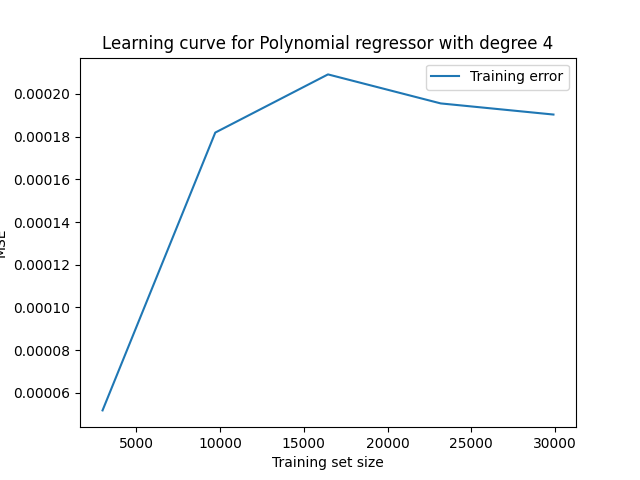 Learning curve for Polynomial regressor with degree 4
Training error
0.00020
0.00018
0.00016
0.00014
0.00012
0.00010
0.00008
0.00006
MSE
5000 10000 15000 20000 25000 30000
Training set size